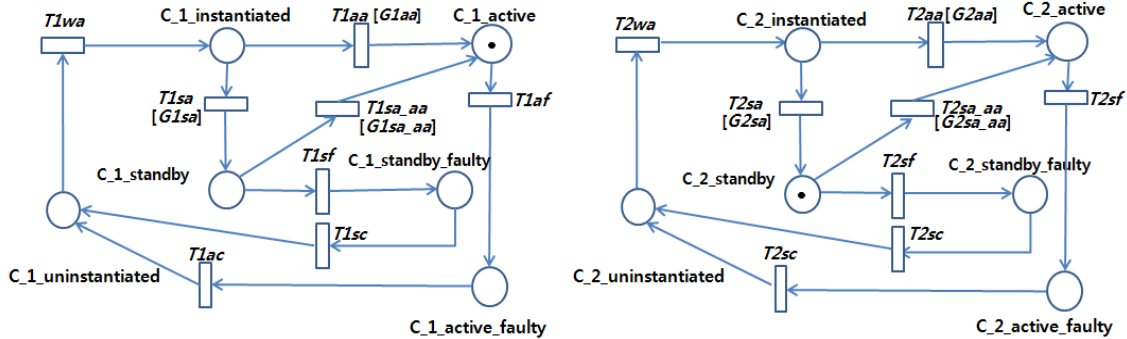 T1wa
C_1_instantiated
T1aa [G1aa]
C_1_active
T1sa
[G1sa]
T1sa_aa
[G1sa_aa]
T1af
C_1_standby
T1sf
C_1_standby_faulty
T1sc
C_1_uninstantiated
T1ac
C_1_active_faulty
T2wa
C_2_instantiated
T2aa [G2aa]
C_2_active
T2sa
[G2sa]
T2sa_aa
[G2sa_aa]
T2sf
C_2_standby
T2sf
C_2_standby_faulty
T2sc
C_2_uninstantiated
T2sc
C_2_active_faulty